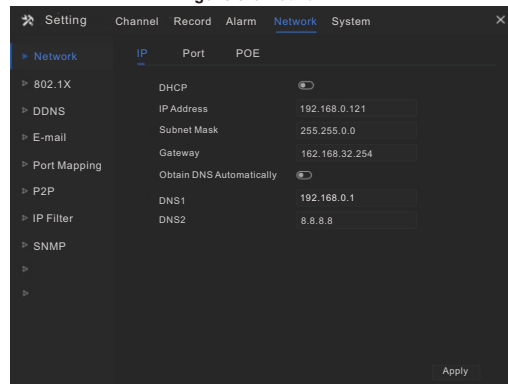 Setting Channel Record Alarm Network System ×
Network
802.1X
DDNS
E-mail
Port Mapping
P2P
IP Filter
SNMP
IP Port POE
DHCP
IP Address 192.168.0.121
Subnet Mask 255.255.0.0
Gateway 162.168.32.254
Obtain DNS Automatically
DNS1 192.168.0.1
DNS2 8.8.8.8
Apply